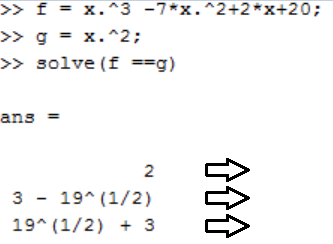 >> f = x.^3 -7*x.^2+2*x+20;
>> g = x.^2;
>> solve(f ==g)
ans =
2
3 - 19^(1/2)
19^(1/2) + 3